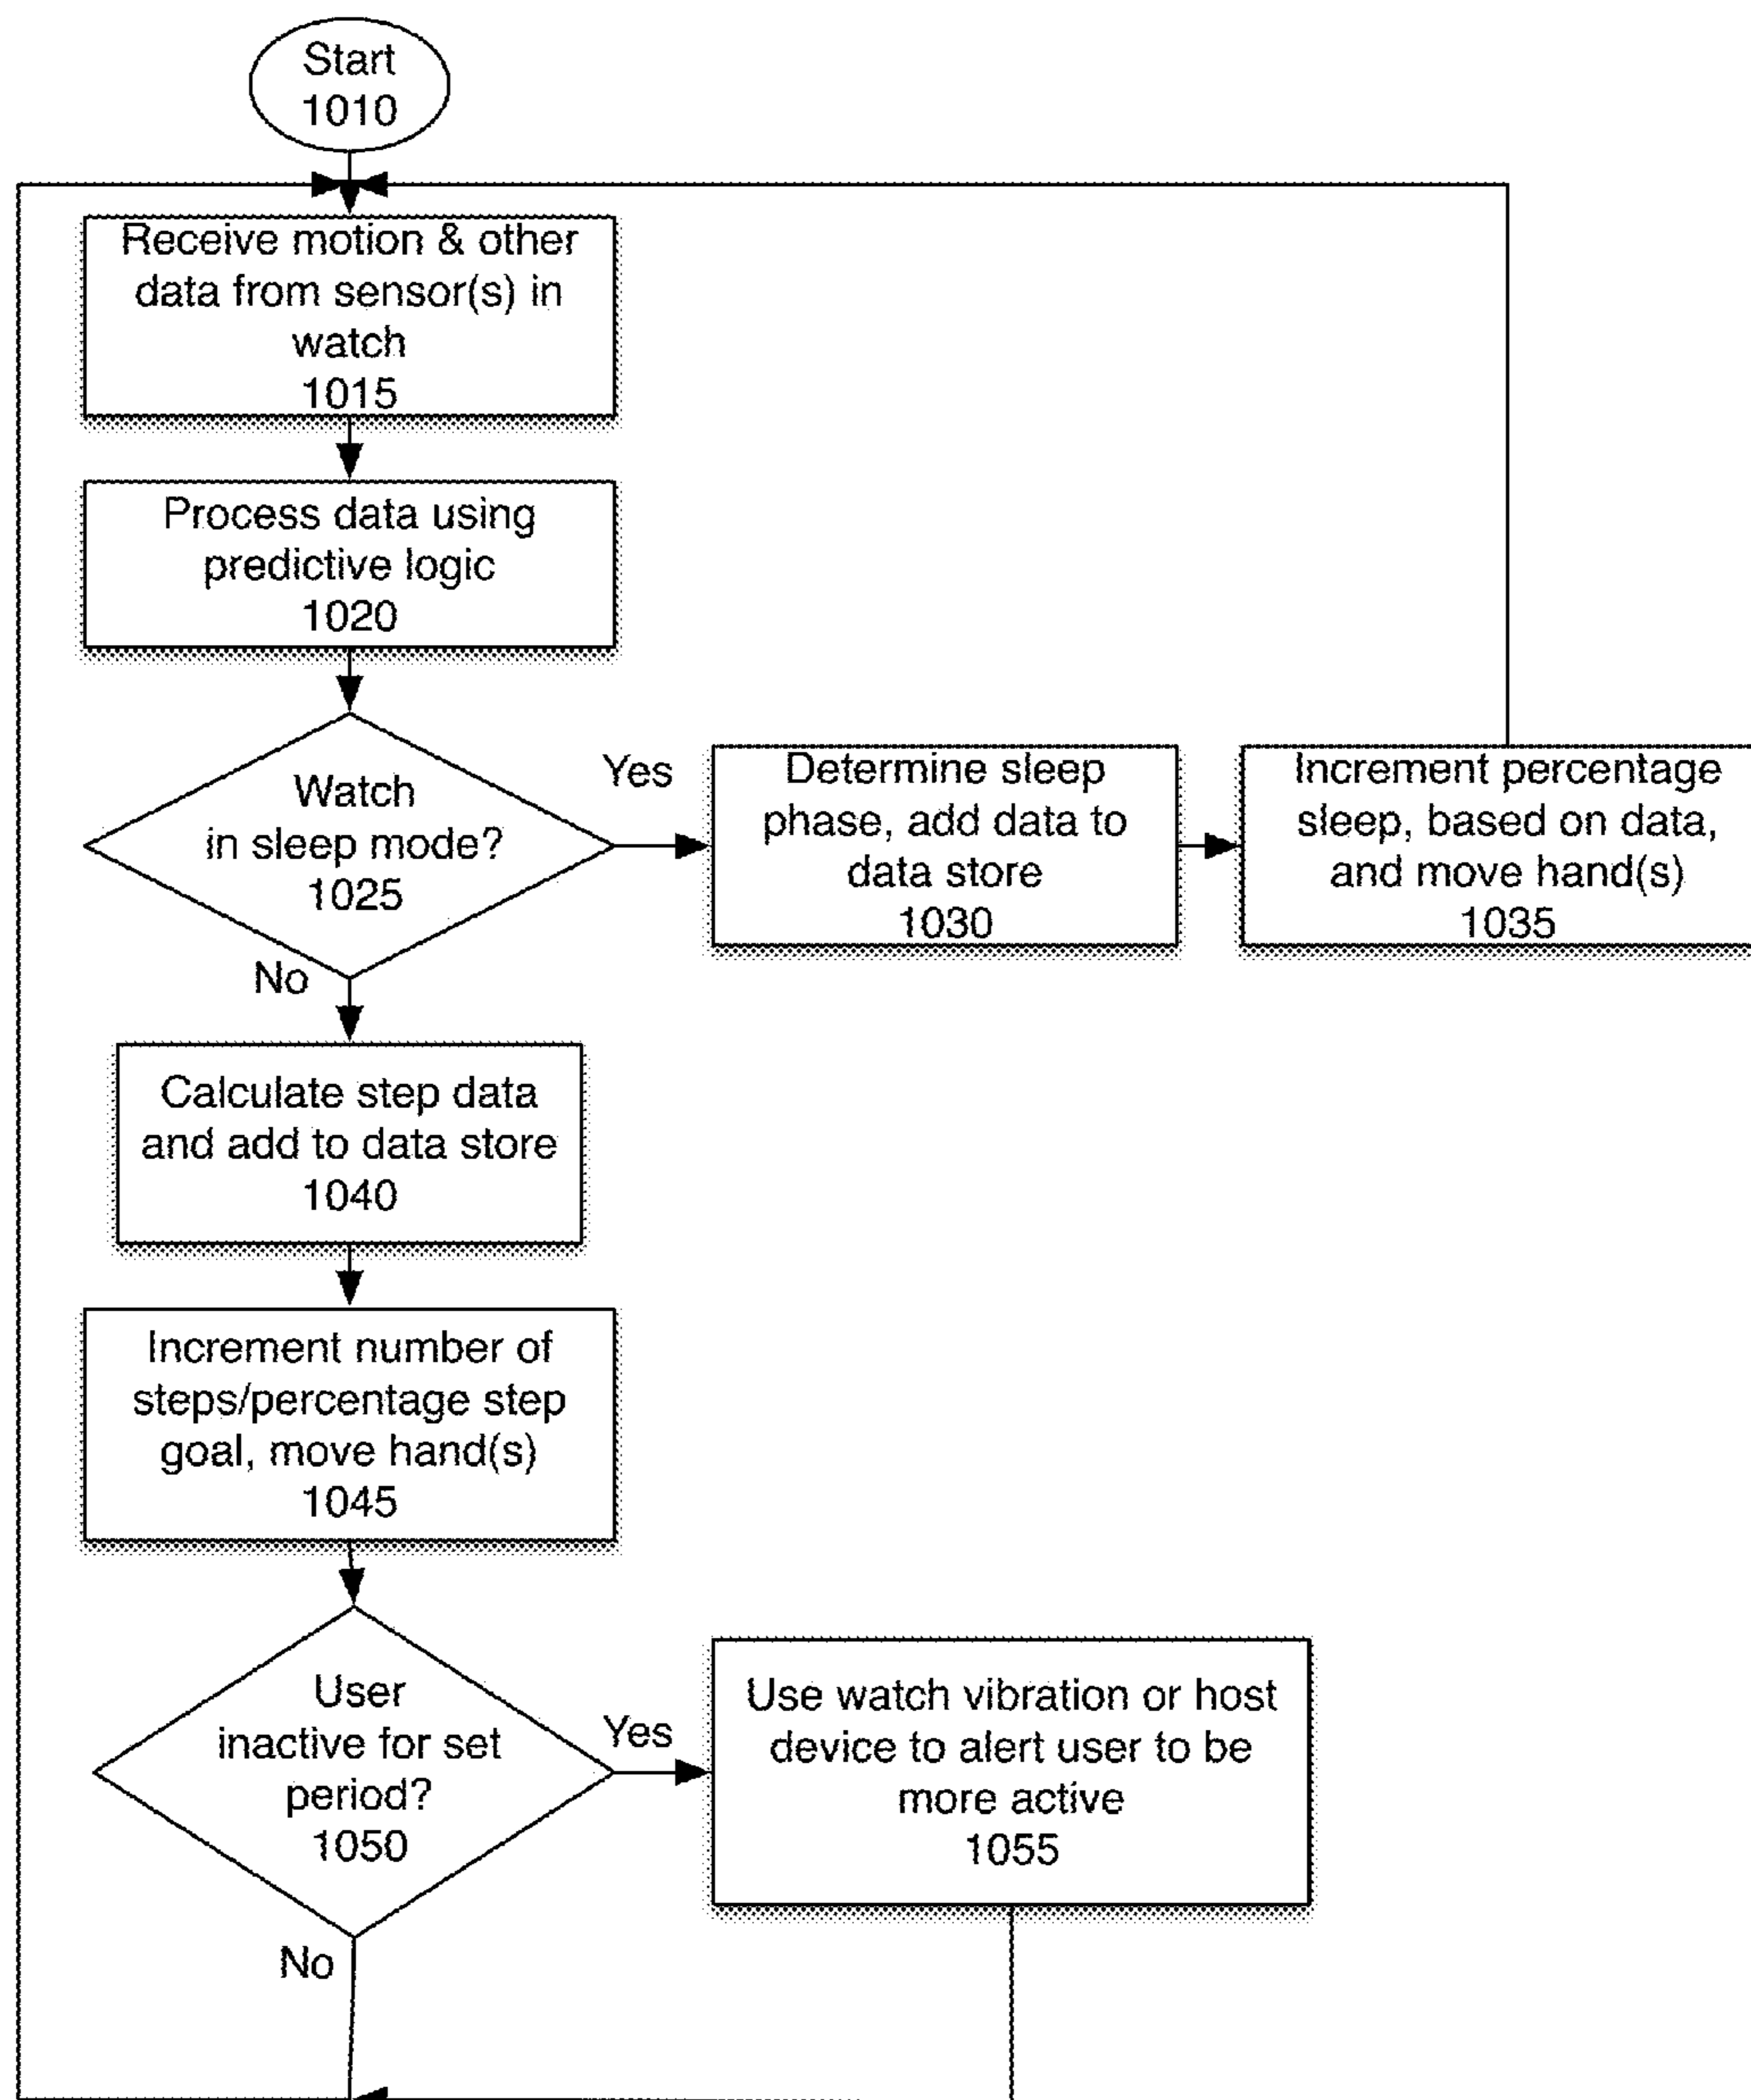 Start
1010
Receive motion & other
data from sensor(s) in
watch
1015
Process data using
predictive logic
1020
Watch
in sleep mode?
1025
Yes
Determine sleep
phase, add data to
data store
1030
Increment percentage
sleep, based on data,
and move hand(s)
1035
No
Calculate step data
and add to data store
1040
Increment number of
steps/percentage step
goal, move hand(s)
1045
User
inactive for set
period?
1050
Yes
Use watch vibration or host
device to alert user to be
more active
1055
No